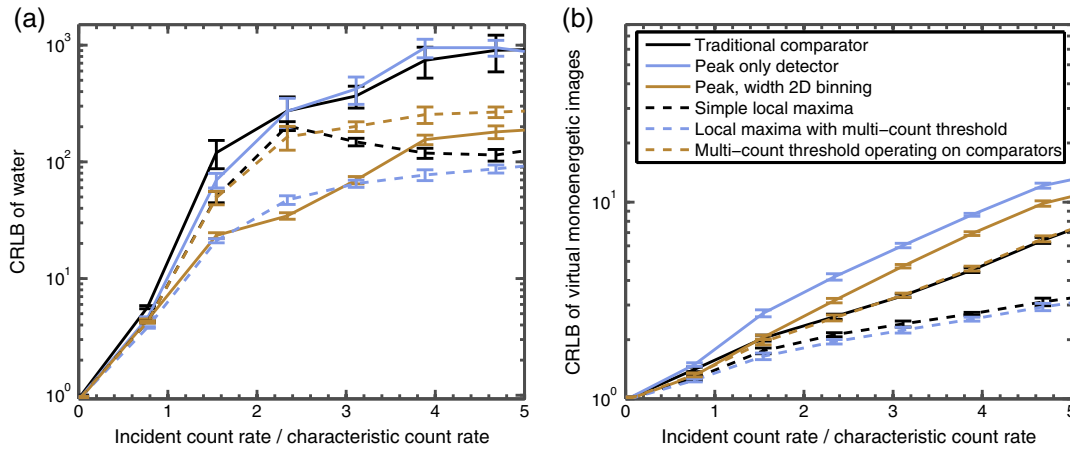 (a)
CRLB of water
10³
10²
10¹
10⁰
0 1 2 3 4 5
Incident count rate / characteristic count rate
(b)
CRLB of virtual monoenergetic images
10¹
10⁰
Traditional comparator
Peak only detector
Peak, width 2D binning
Simple local maxima
Local maxima with multi−count threshold
Multi−count threshold operating on comparators
0 1 2 3 4 5
Incident count rate / characteristic count rate